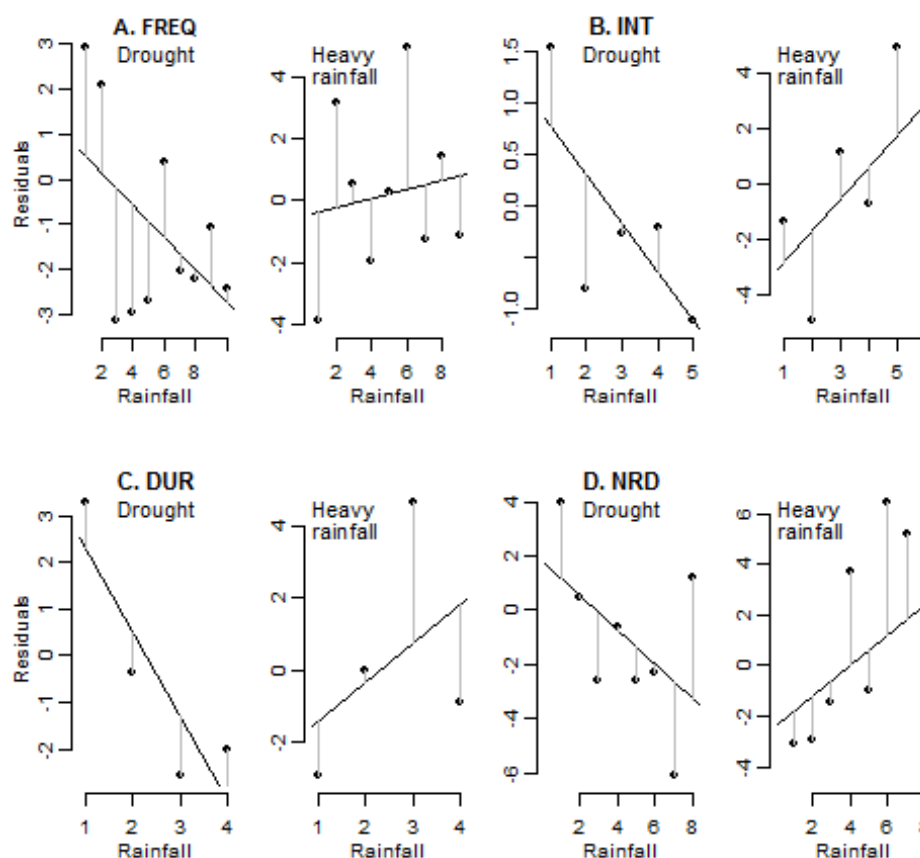 A. FREQ
Drought
Residuals
3
2
1
0
-1
-2
-3
2 4 6 8
Rainfall
Heavy
rainfall
4
2
0
-2
-4
2 4 6 8
Rainfall
B. INT
Drought
1.5
1.0
0.5
0.0
-1.0
1 2 3 5
Rainfall
Heavy
rainfall
4
2
0
-2
-4
1 3 5
Rainfall
C. DUR
Drought
Residuals
3
2
1
0
-1
-2
1 2 3 4
Rainfall
Heavy
rainfall
4
2
0
-2
1 2 3 4
Rainfall
D. NRD
Drought
4
2
0
-2
-4
-6
2 4 6 8
Rainfall
Heavy
rainfall
6
4
2
0
-2
-4
2 4 6
Rainfall